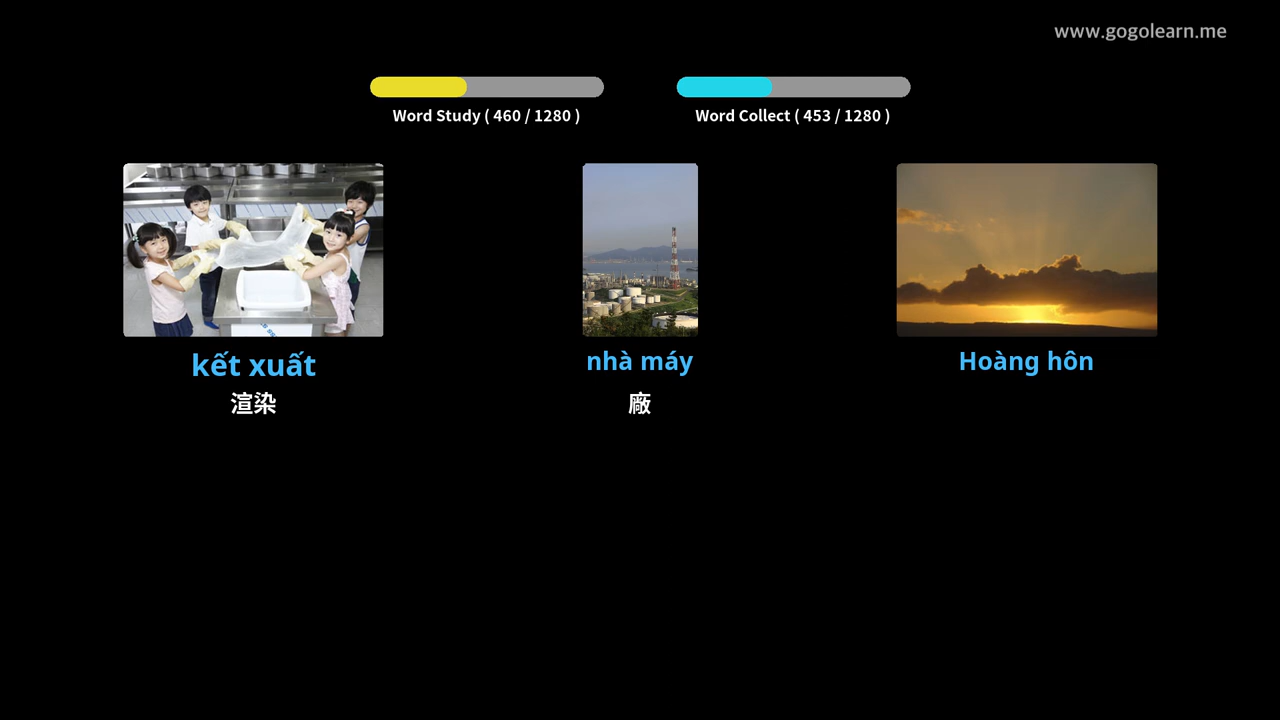 www.gogolearn.me
Word Study ( 460 / 1280 )
Word Collect ( 453 / 1280 )
kết xuất
nhà máy
Hoàng hôn
渲染
廠